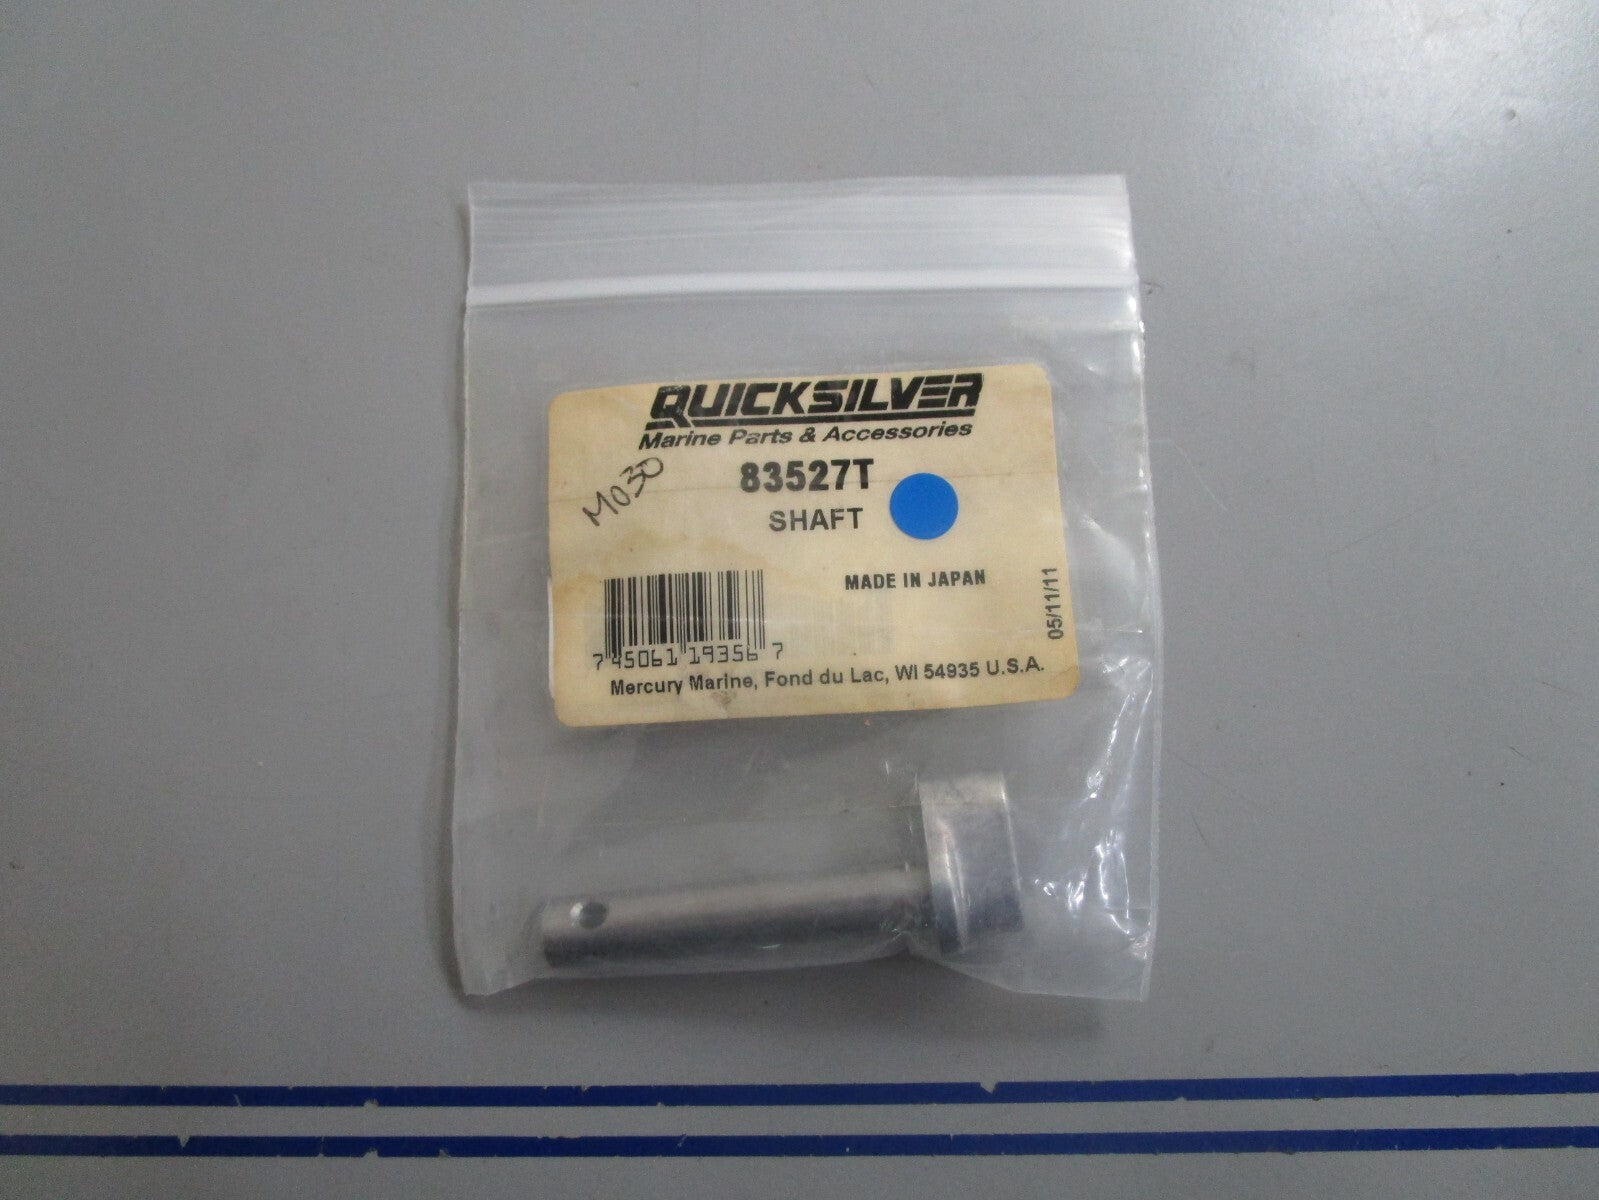 QUICKSILVER
Marine Parts & Accessories
M030
83527T
SHAFT
MADE IN JAPAN
05/11/11
7 45061 19356 7
Mercury Marine, Fond du Lac, WI 54935 U.S.A.